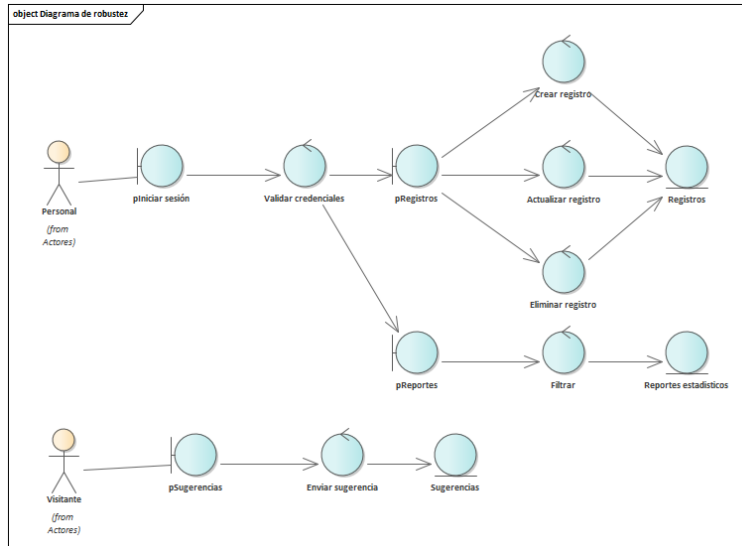 object Diagrama de robustez
Crear registro
Personal
(from
Actores)
pIniciar sesión
Validar credenciales
pRegistros
Actualizar registro
Registros
Eliminar registro
pReportes
Filtrar
Reportes estadisticos
Visitante
(from
Actores)
pSugerencias
Enviar sugerencia
Sugerencias